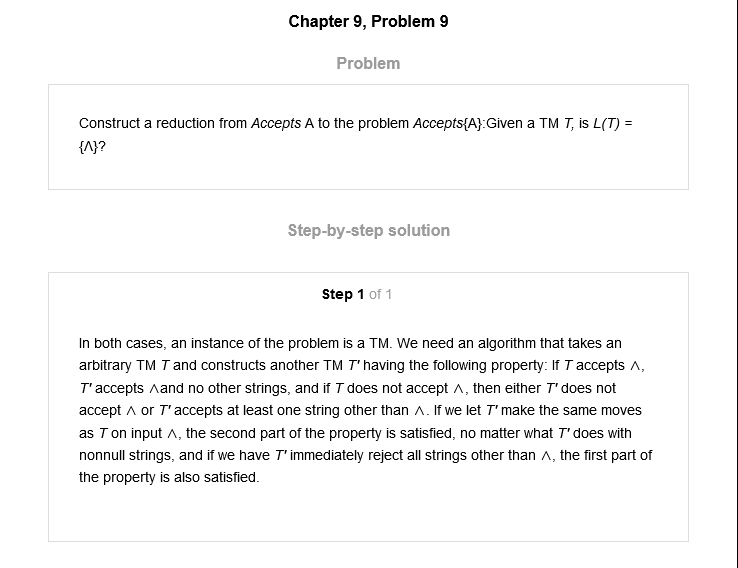 Chapter 9, Problem 9
Problem
Construct a reduction from Accepts Λ to the problem Accepts{Λ}:Given a TM T, is L(T) =
{Λ}?
Step-by-step solution
Step 1 of 1
In both cases, an instance of the problem is a TM. We need an algorithm that takes an
arbitrary TM T and constructs another TM T' having the following property: If T accepts ∧,
T' accepts ∧and no other strings, and if T does not accept ∧, then either T' does not
accept ∧ or T' accepts at least one string other than ∧. If we let T' make the same moves
as T on input ∧, the second part of the property is satisfied, no matter what T' does with
nonnull strings, and if we have T' immediately reject all strings other than ∧, the first part of
the property is also satisfied.